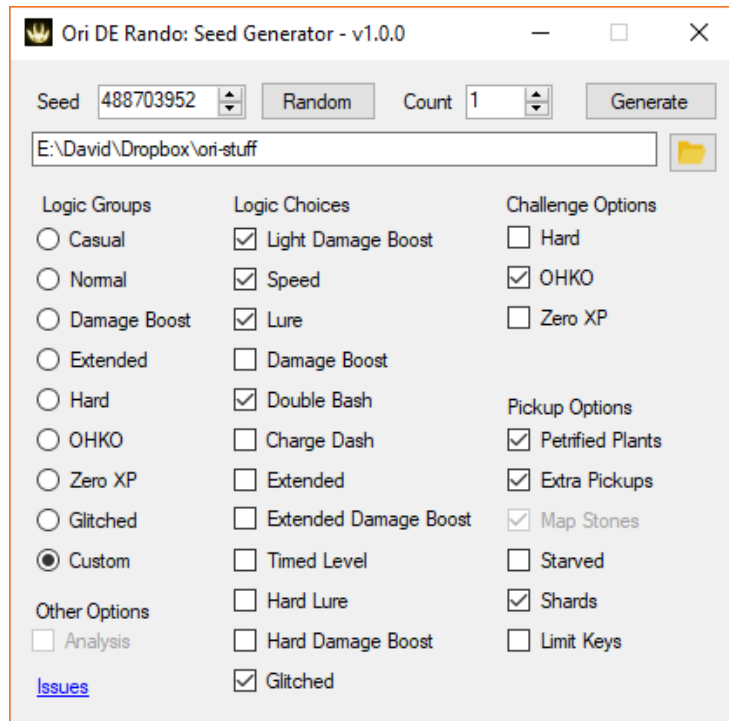 Ori DE Rando: Seed Generator - v1.0.0
Seed 488703952 Random Count 1 Generate
E:\David\Dropbox\ori-stuff
Logic Groups
Casual
Normal
Damage Boost
Extended
Hard
OHKO
Zero XP
Glitched
Custom
Other Options
Analysis
Issues
Logic Choices
Light Damage Boost
Speed
Lure
Damage Boost
Double Bash
Charge Dash
Extended
Extended Damage Boost
Timed Level
Hard Lure
Hard Damage Boost
Glitched
Challenge Options
Hard
OHKO
Zero XP
Pickup Options
Petrified Plants
Extra Pickups
Map Stones
Starved
Shards
Limit Keys